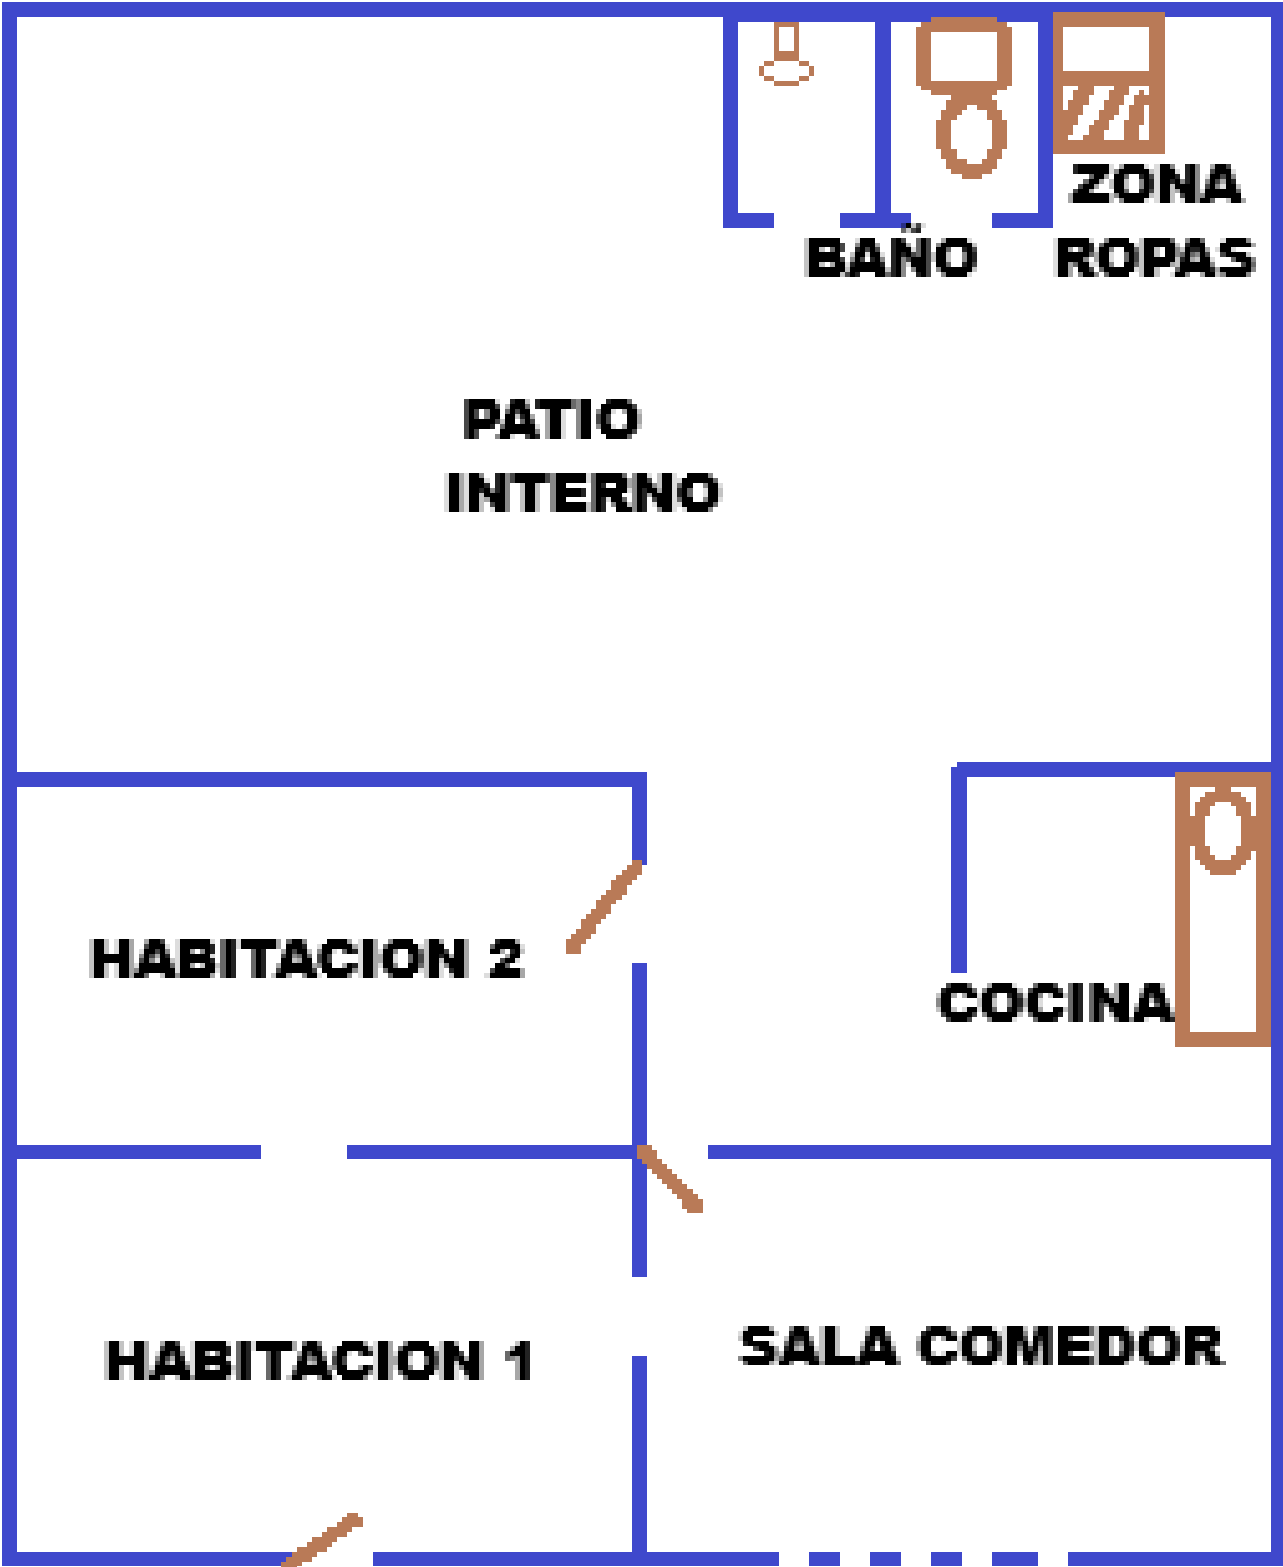 ZONA
ROPAS
BAÑO
PATIO
INTERNO
HABITACION 2
COCINA
HABITACION 1
SALA COMEDOR